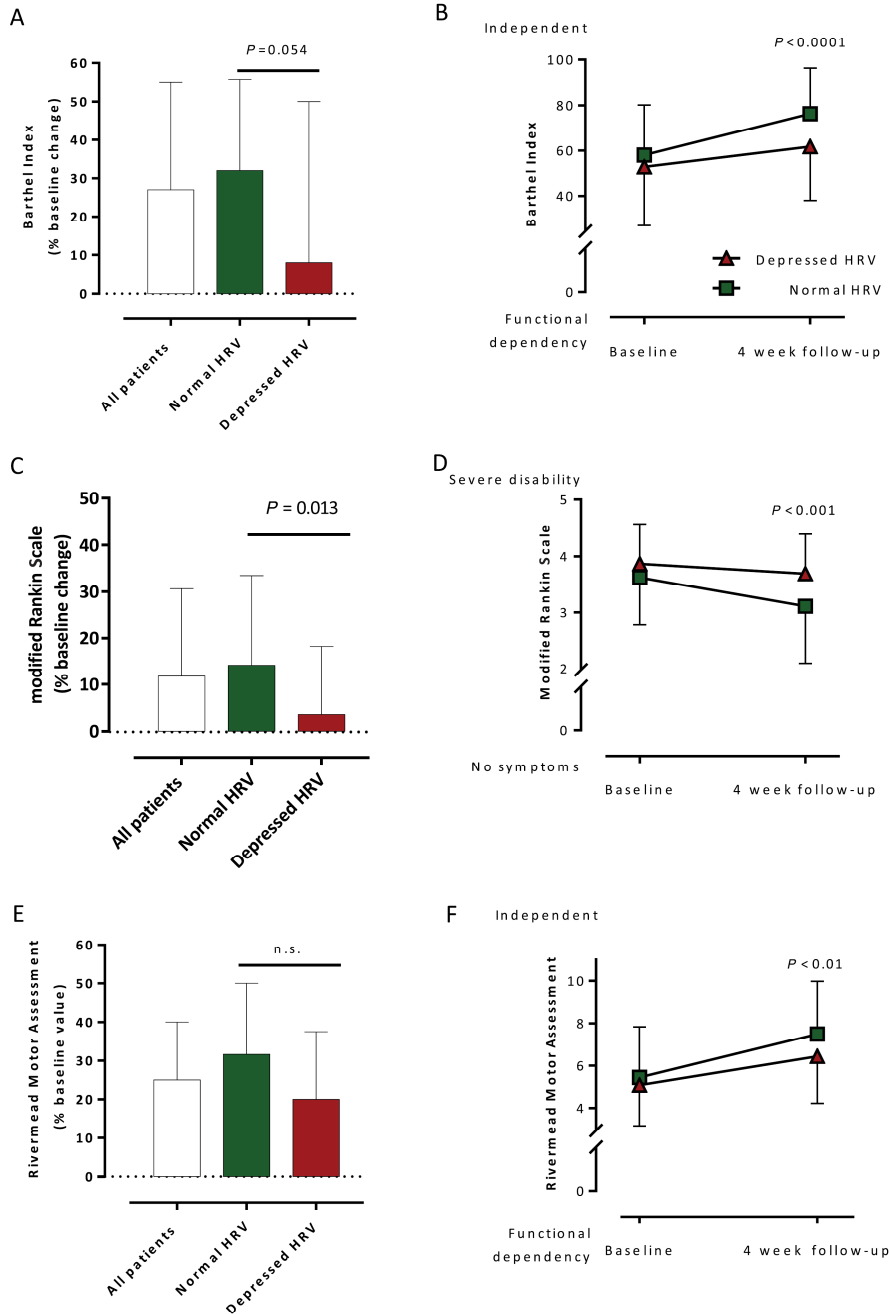 A
P=0.054
Barthel Index
(% baseline change)
60
50
40
30
20
10
0
All patients
Normal HRV
Depressed HRV
B
Independent
P<0.0001
Barthel Index
100
80
60
40
0
Depressed HRV
Normal HRV
Functional
dependency
Baseline
4 week follow-up
C
P = 0.013
modified Rankin Scale
(% baseline change)
50
40
30
20
10
0
All patients
Normal HRV
Depressed HRV
D
Severe disability
P<0.001
Modified Rankin Scale
5
4
3
2
0
No symptoms
Baseline
4 week follow-up
E
n.s.
Rivermead Motor Assessment
(% baseline value)
60
50
40
30
20
10
0
All patients
Normal HRV
Depressed HRV
F
Independent
P<0.01
Rivermead Motor Assessment
10
8
6
4
0
Functional
dependency
Baseline
4 week follow-up